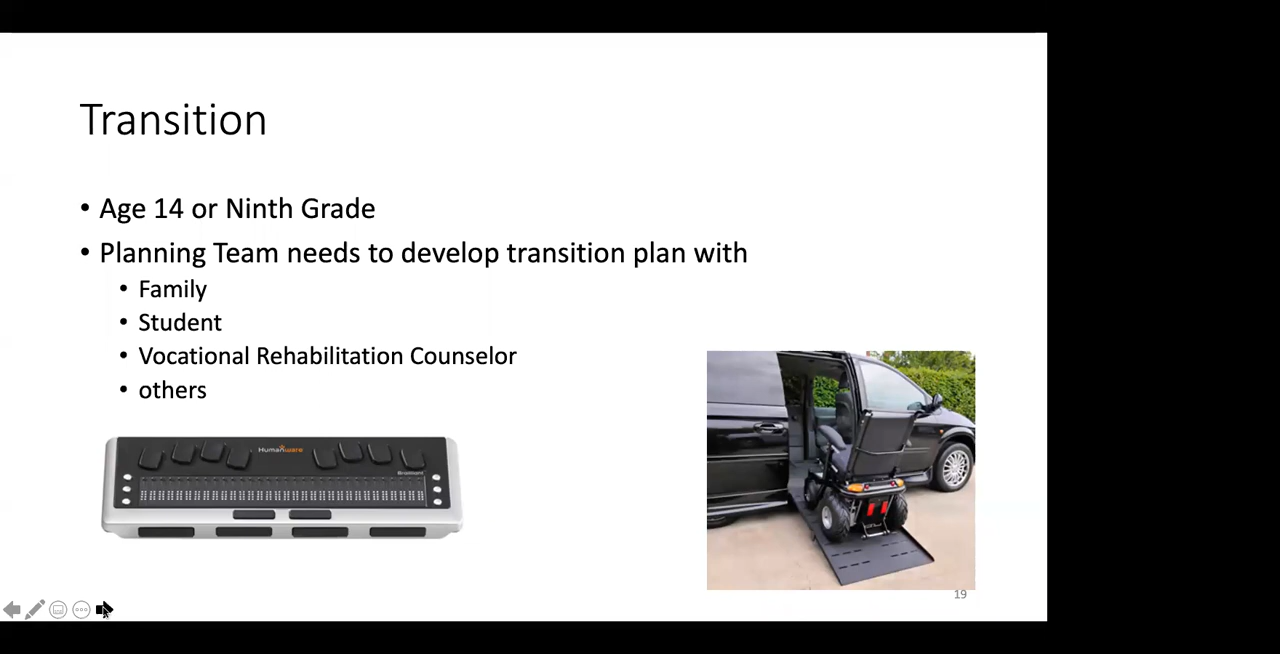 Transition
• Age 14 or Ninth Grade
• Planning Team needs to develop transition plan with
• Family
• Student
• Vocational Rehabilitation Counselor
• others
HumanWare
Brailliant
19